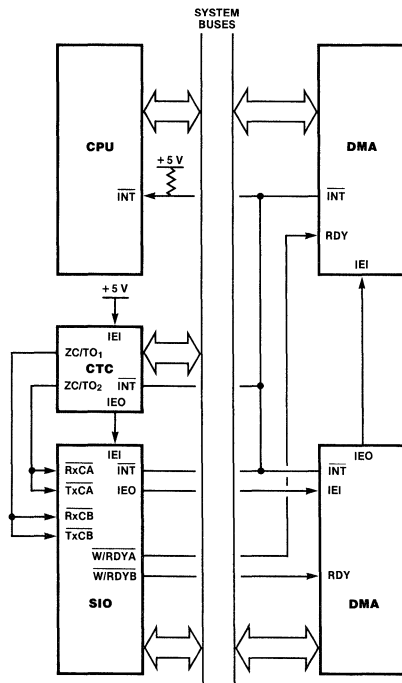 SYSTEM
BUSES
CPU
+5 V
INT
DMA
INT
RDY
IEI
+5 V
IEI
ZC/TO₁
CTC
ZC/TO₂
INT
IEO
IEI
RxCA
INT
TxCA
IEO
RxCB
TxCB
W/RDYA
W/RDYB
SIO
IEO
INT
IEI
RDY
DMA